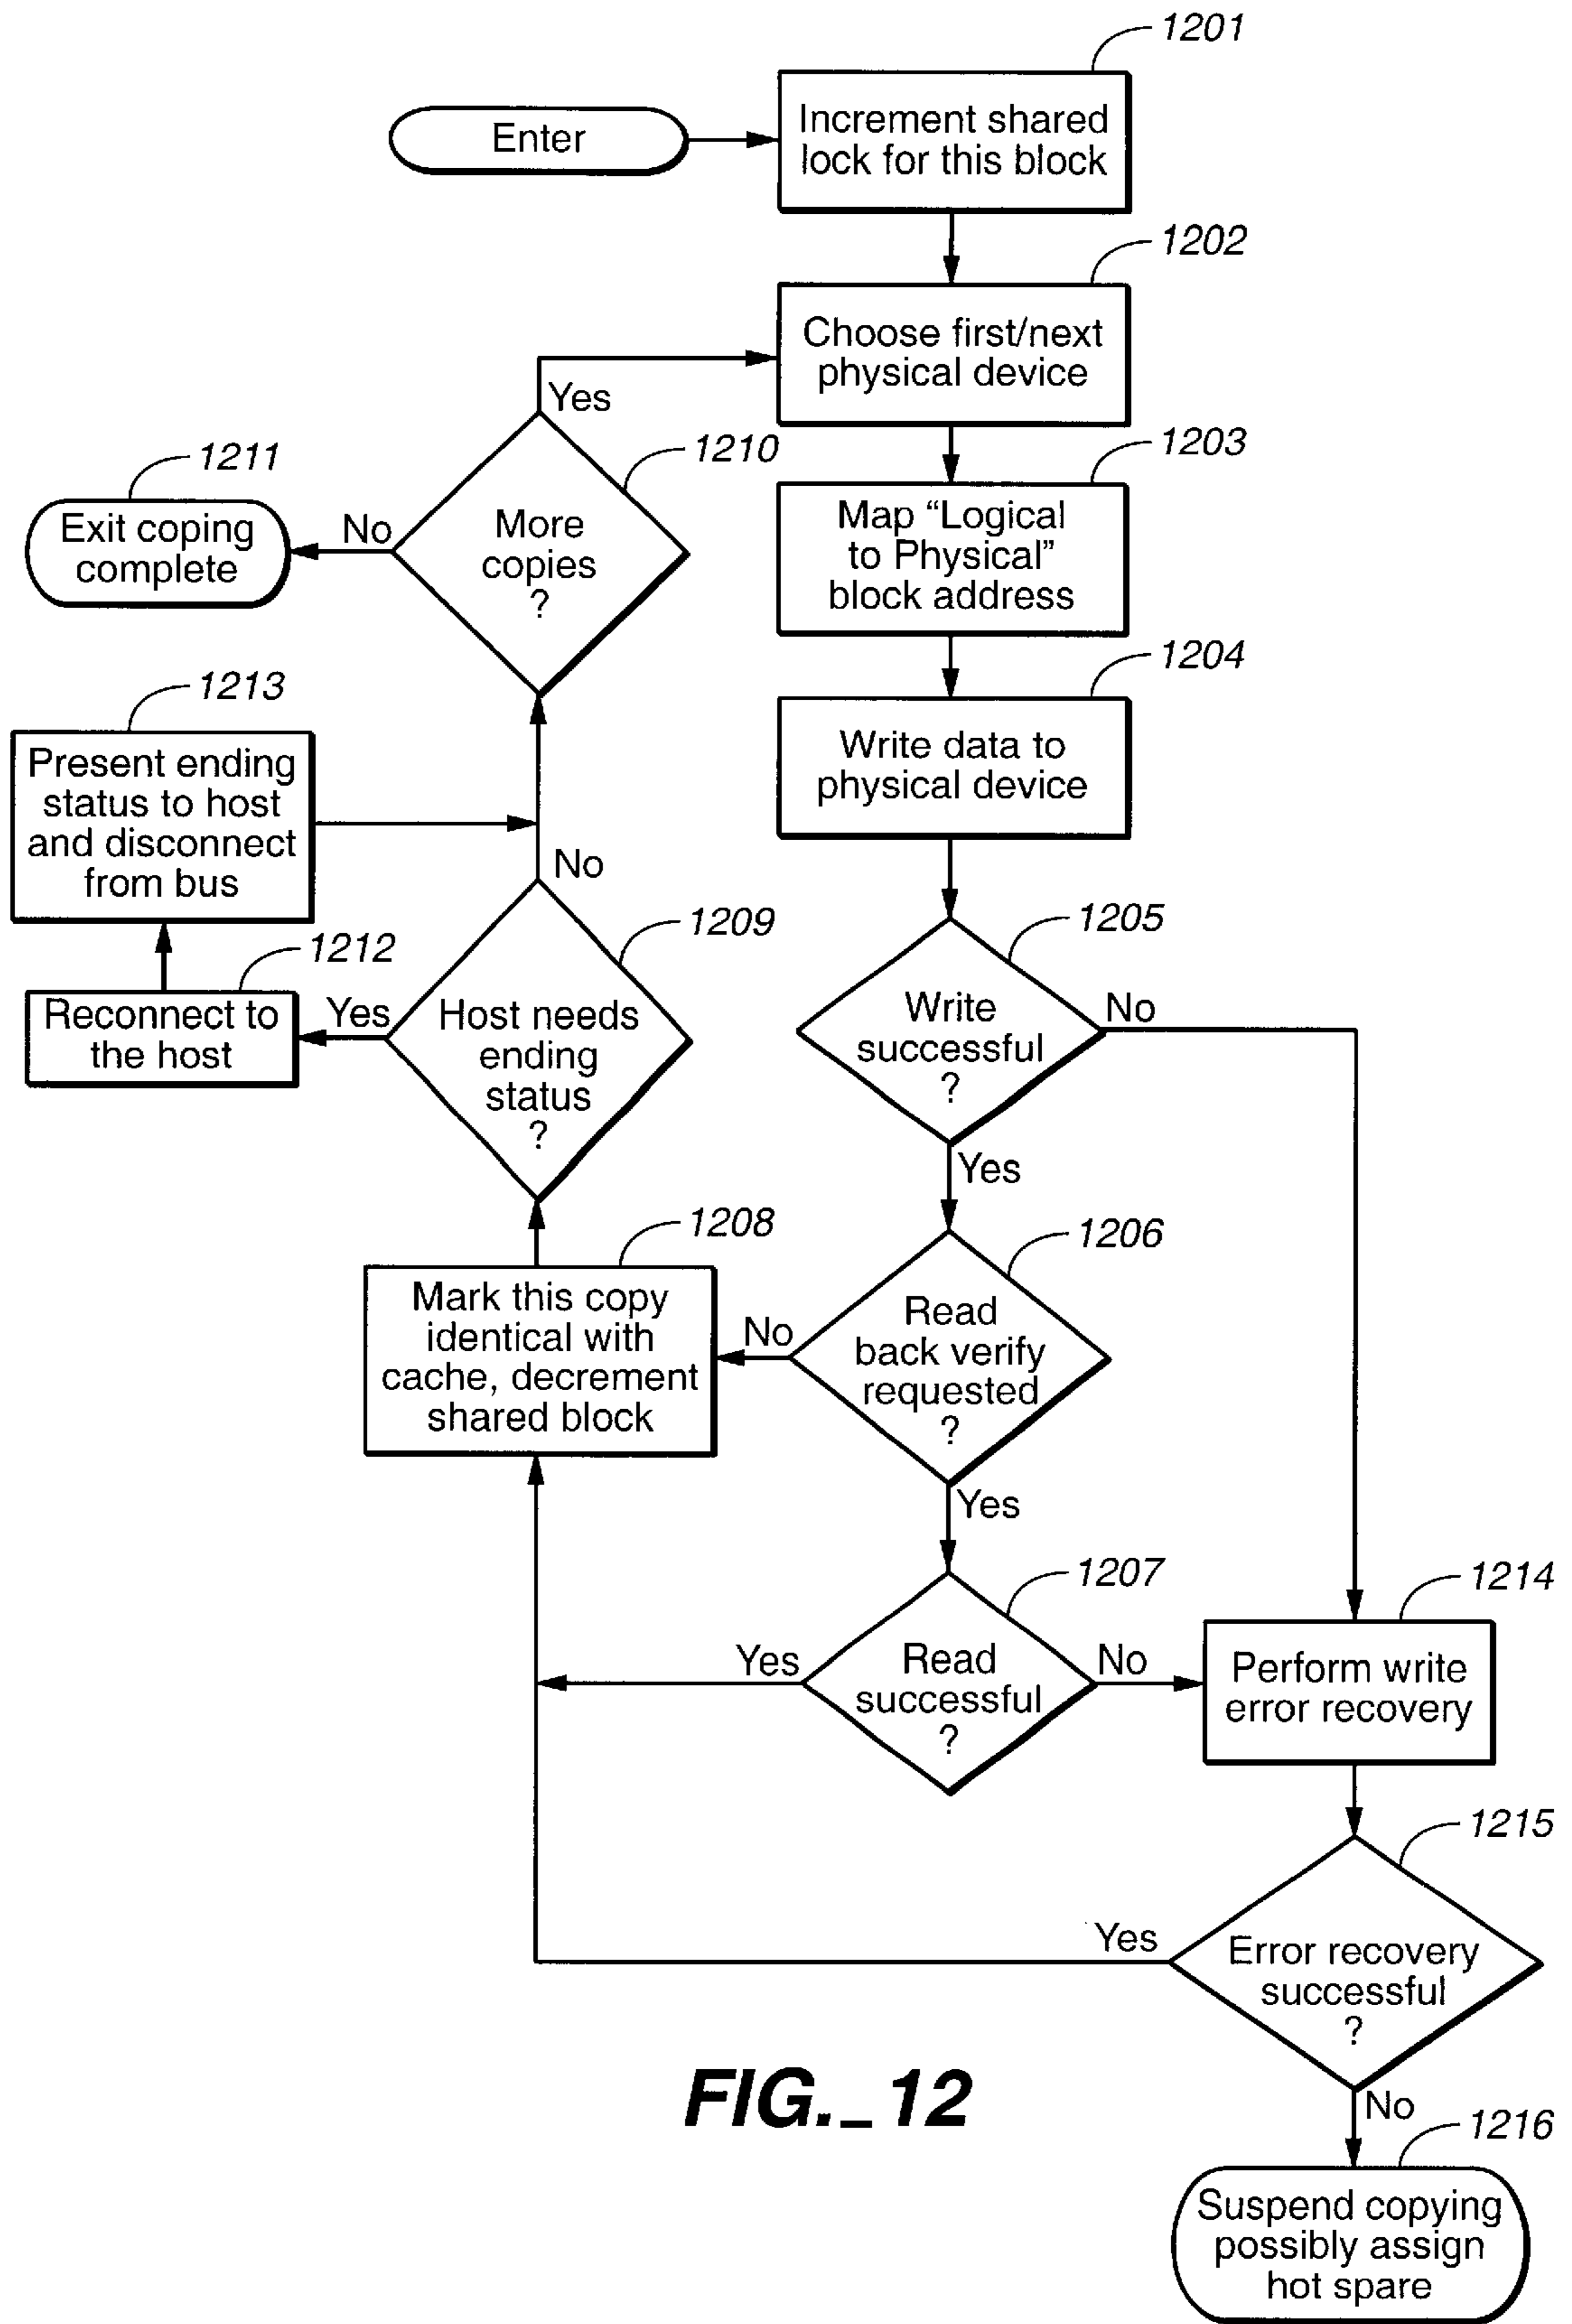 1201
Enter
Increment shared
lock for this block
1202
Choose first/next
physical device
Yes
1203
Map “Logical
to Physical”
block address
1210
More
copies
?
No
1211
Exit coping
complete
1204
Write data to
physical device
1213
Present ending
status to host
and disconnect
from bus
No
1205
Write
successful
?
No
Yes
1209
Host needs
ending
status
?
Yes
1212
Reconnect to
the host
1206
Read
back verify
requested
?
No
Yes
1208
Mark this copy
identical with
cache, decrement
shared block
1207
Read
successful
?
Yes
No
1214
Perform write
error recovery
1215
Error recovery
successful
?
Yes
No
1216
Suspend copying
possibly assign
hot spare
FIG._12